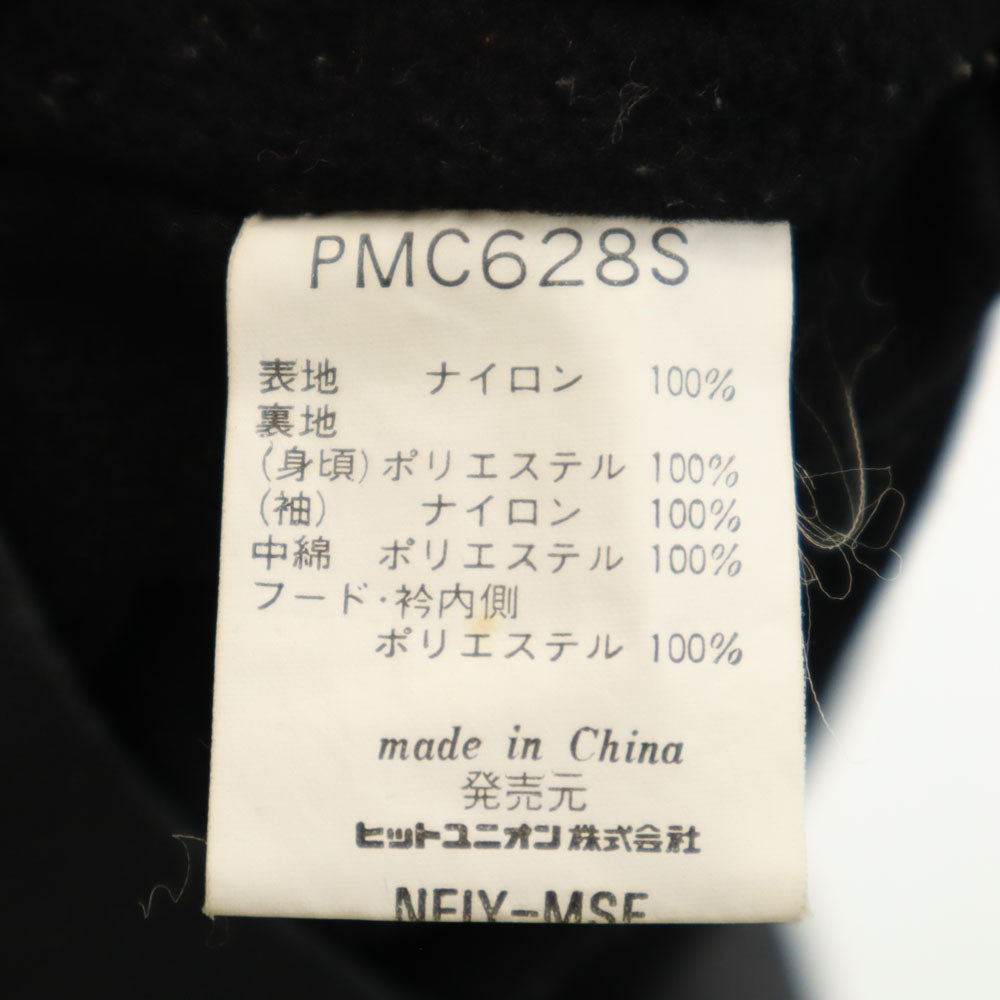 PMC628S
表地 ナイロン 100%
裏地
(身頃) ポリエステル 100%
(袖) ナイロン 100%
中綿 ポリエステル 100%
フード・衿内側
ポリエステル 100%
made in China
発売元
ヒットユニオン株式会社